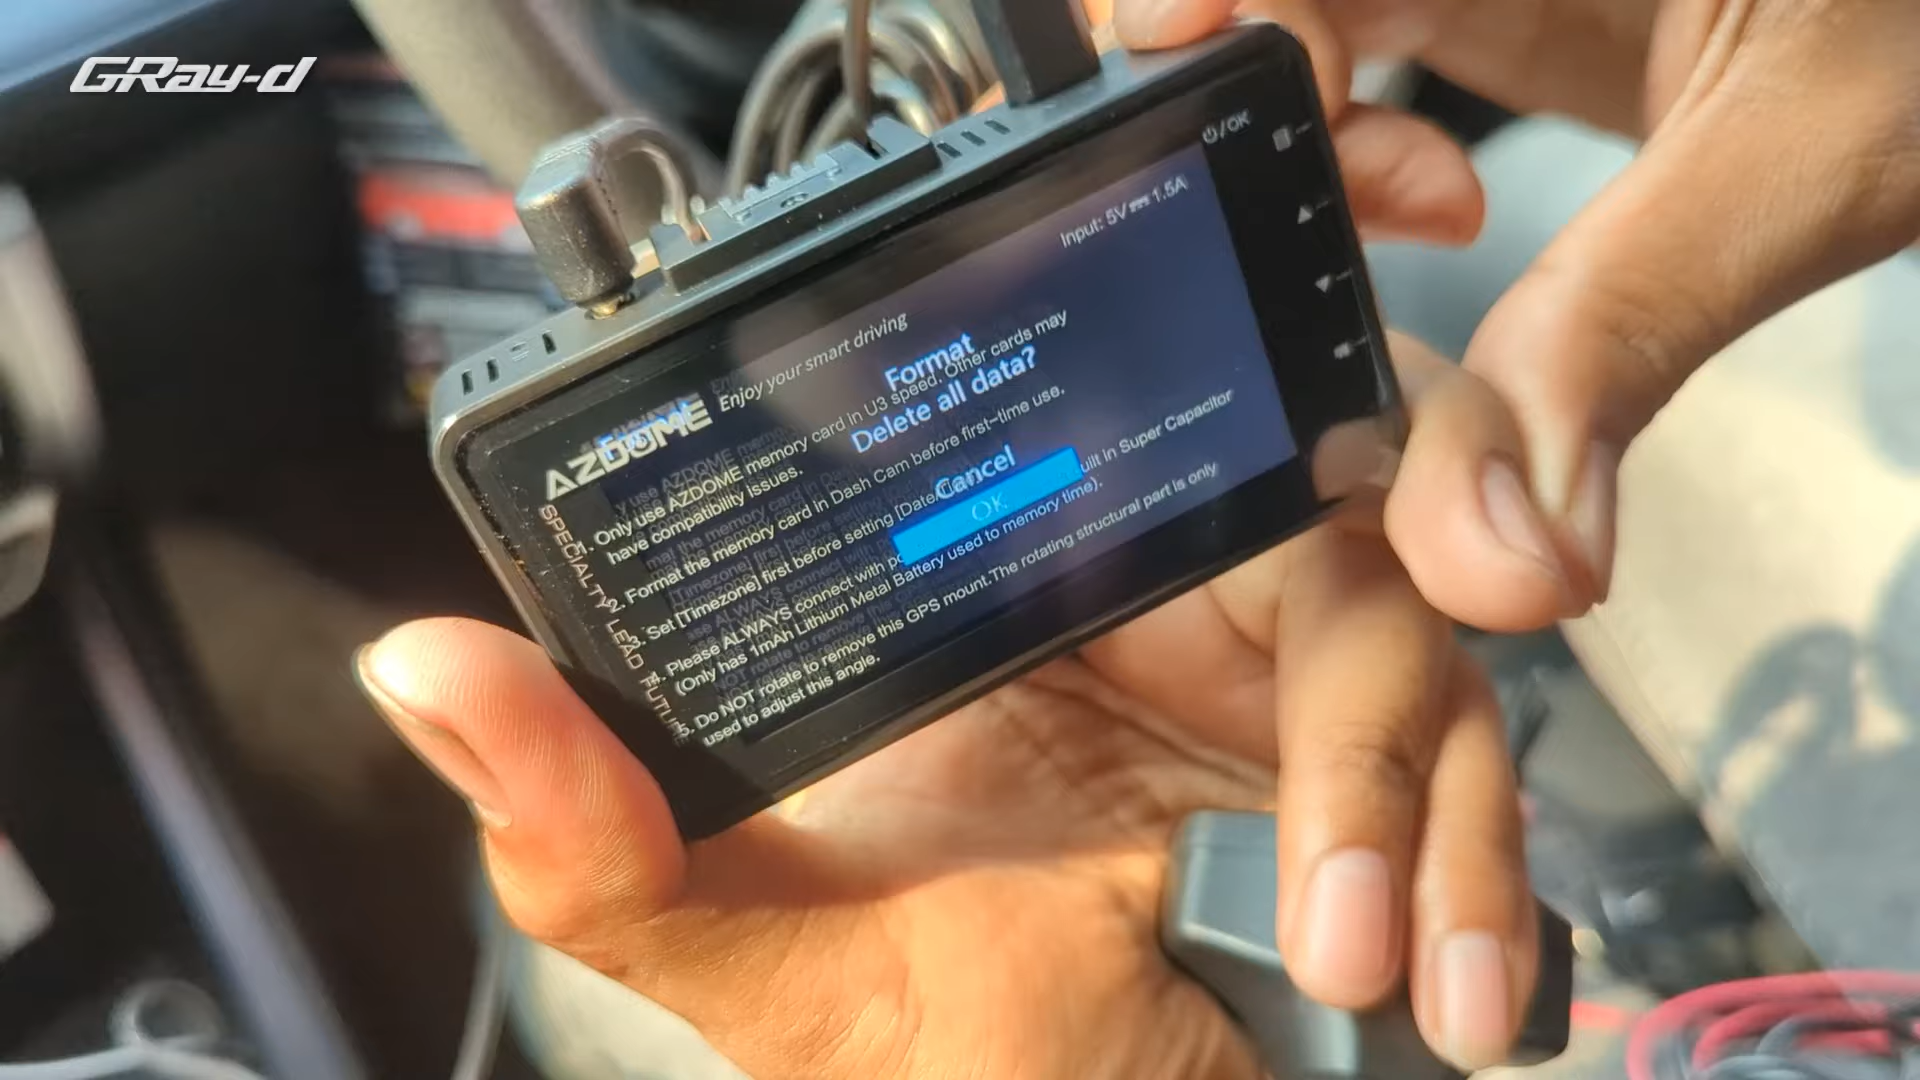 GRay-d
⏻/OK
Input: 5V⎓1.5A
AZDOME Enjoy your smart driving
SPECIALTY LEAD FUTURE
1. Only use AZDOME memory card in U3 speed. Other cards may
have compatibility issues.
2. Format the memory card in Dash Cam before first-time use.
3. Set [Timezone] first before setting [Date/
4. Please ALWAYS connect with built in Super Capacitor
(Only has 1mAh Lithium Metal Battery used to memory time).
5. Do NOT rotate to remove this GPS mount.The rotating structural part is only
used to adjust this angle.
Format
Delete all data?
Cancel
OK